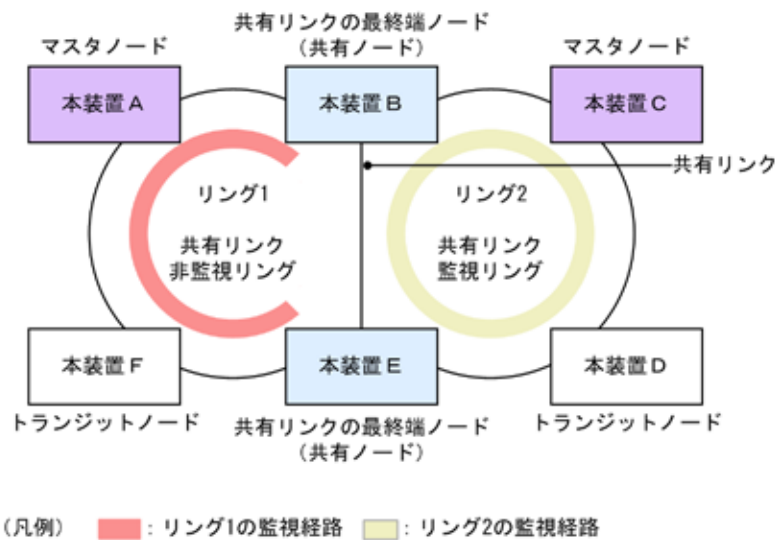 共有リンクの最終端ノード
（共有ノード）
マスタノード
マスタノード
本装置A
本装置B
本装置C
共有リンク
リング1
共有リンク
非監視リング
リング2
共有リンク
監視リング
本装置F
本装置E
本装置D
トランジットノード
共有リンクの最終端ノード
（共有ノード）
トランジットノード
（凡例） ：リング1の監視経路 ：リング2の監視経路